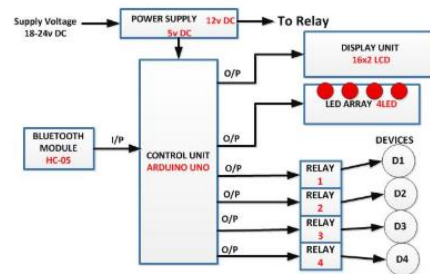 Supply Voltage
18-24v DC
POWER SUPPLY
12v DC
5v DC
To Relay
DISPLAY UNIT
16x2 LCD
O/P
LED ARRAY 4LED
O/P
BLUETOOTH
MODULE
HC-05
I/P
CONTROL UNIT
ARDUINO UNO
DEVICES
O/P
RELAY
1
D1
O/P
RELAY
2
D2
O/P
RELAY
3
D3
O/P
RELAY
4
D4